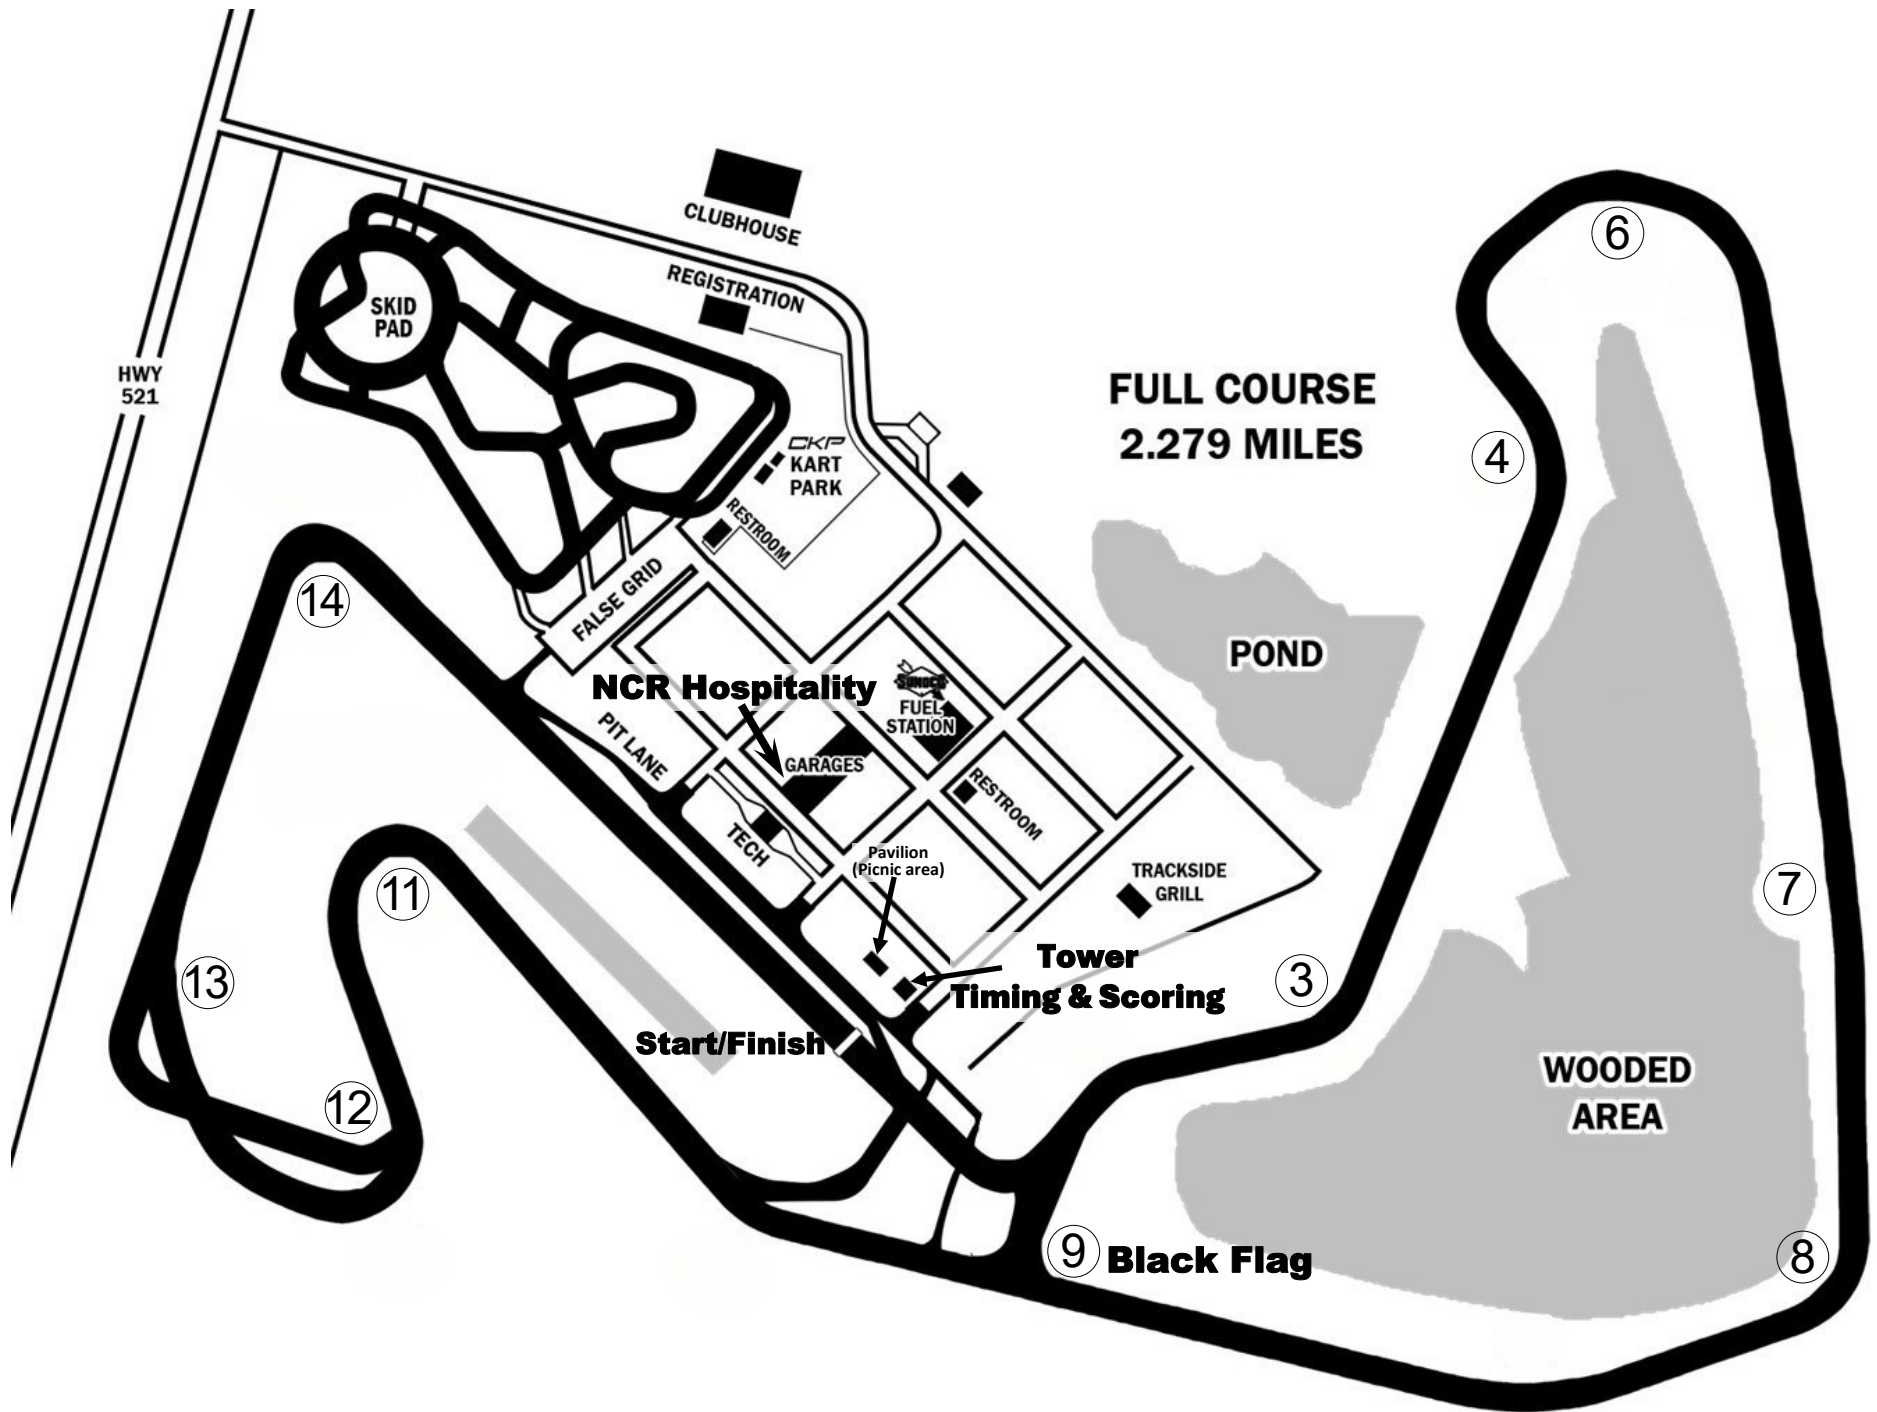 CLUBHOUSE
REGISTRATION
6
SKID
PAD
HWY
521
FULL COURSE
2.279 MILES
CKP
KART
PARK
4
RESTROOM
FALSE GRID
14
POND
NCR Hospitality
SUNOCO
FUEL
STATION
PIT LANE
GARAGES
RESTROOM
TECH
Pavilion
(Picnic area)
TRACKSIDE
GRILL
11
7
Tower
Timing & Scoring
3
13
Start/Finish
WOODED
AREA
12
9
Black Flag
8